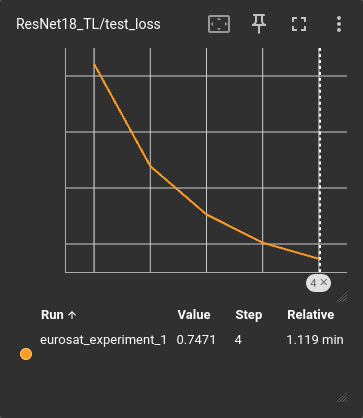 ResNet18_TL/test_loss
4 ×
Run ↑ Value Step Relative
eurosat_experiment_1 0.7471 4 1.119 min